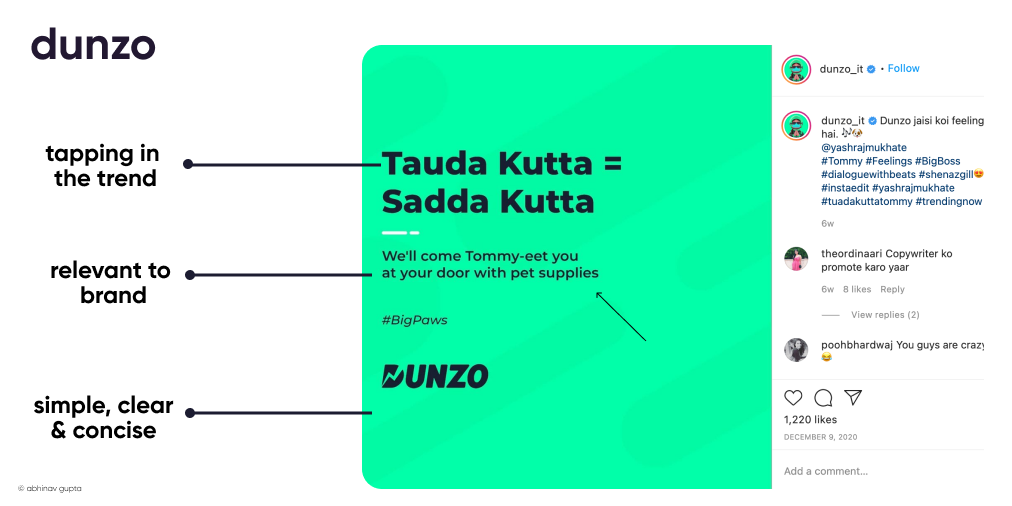 dunzo
tapping in
the trend
relevant to
brand
simple, clear
& concise
© abhinav gupta
Tauda Kutta =
Sadda Kutta
We'll come Tommy-eet you
at your door with pet supplies
#BigPaws
DUNZO
dunzo_it • Follow
dunzo_it Dunzo jaisi koi feeling
hai. 🎶🐶
@yashrajmukhate
#Tommy #Feelings #BigBoss
#dialoguewithbeats #shenazgill😍
#instaedit #yashrajmukhate
#tuadakuttatommy #trendingnow
6w
theordinaari Copywriter ko
promote karo yaar
6w 8 likes Reply
View replies (2)
poohbhardwaj You guys are crazy
😂
1,220 likes
DECEMBER 9, 2020
Add a comment...